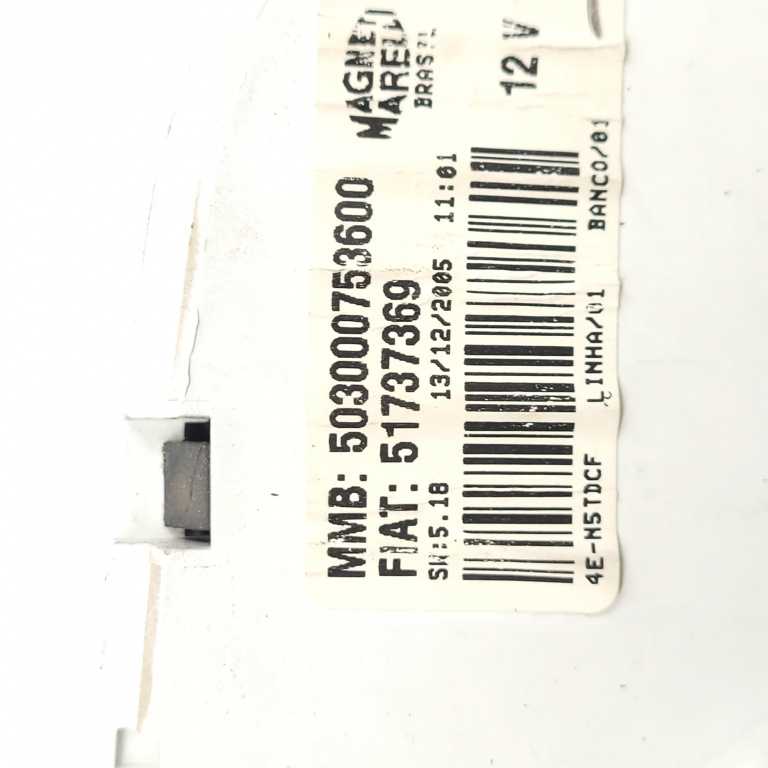 MAGNETI
MARELLI
BRASIL
12 V
MMB: 503000753600
FIAT: 51737369
SW:5.18 13/12/2005 11:01
4E-N5TDCF LINHA/01 BANCO/01